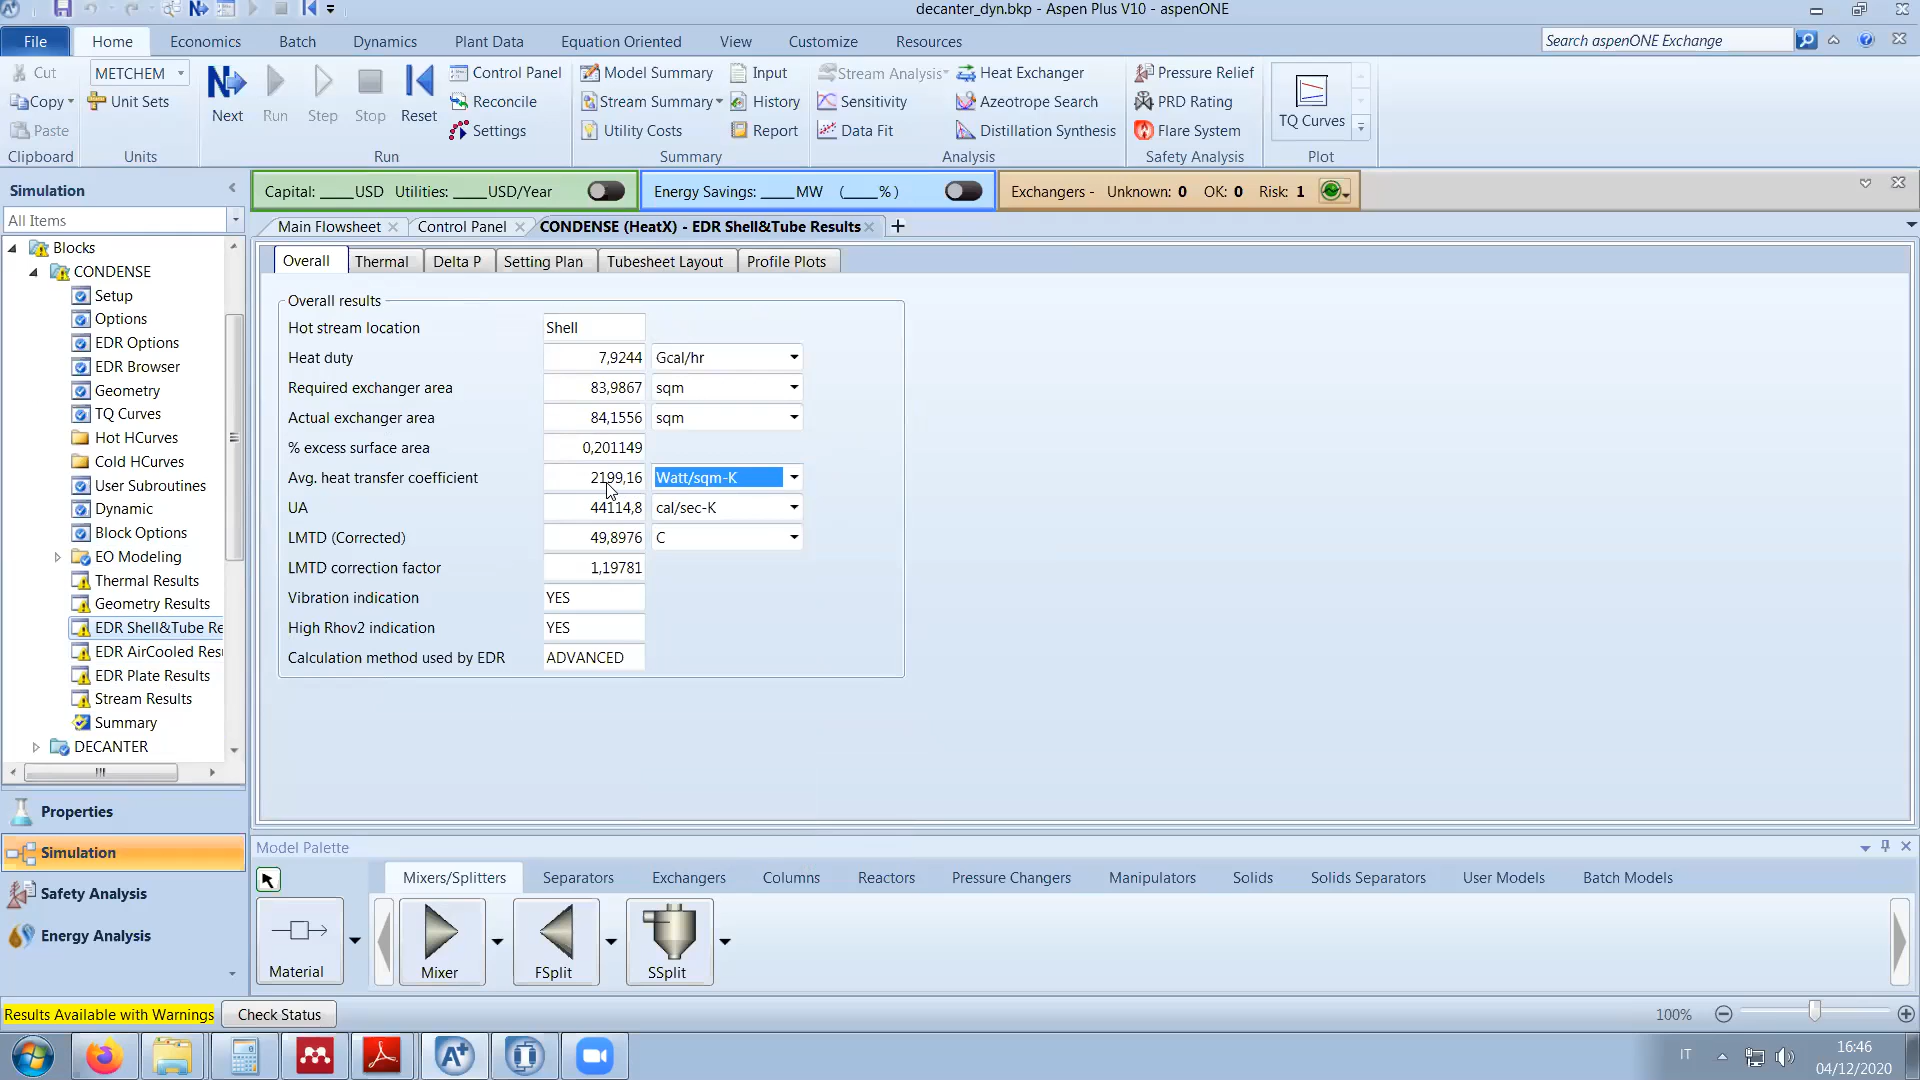 decanter_dyn.bkp - Aspen Plus V10 - aspenONE
File Home Economics Batch Dynamics Plant Data Equation Oriented View Customize Resources Search aspenONE Exchange
Cut METCHEM Control Panel Model Summary Input Stream Analysis Heat Exchanger Pressure Relief
Copy Unit Sets Reconcile Stream Summary History Sensitivity Azeotrope Search PRD Rating
Next Run Step Stop Reset TQ Curves
Paste Settings Utility Costs Report Data Fit Distillation Synthesis Flare System
Clipboard Units Run Summary Analysis Safety Analysis Plot
Capital: ____USD Utilities: ____USD/Year Energy Savings: ____MW (____%) Exchangers - Unknown: 0 OK: 0 Risk: 1
Simulation
All Items
Main Flowsheet Control Panel CONDENSE (HeatX) - EDR Shell&Tube Results
Overall Thermal Delta P Setting Plan Tubesheet Layout Profile Plots
Blocks
CONDENSE
Setup
Options
EDR Options
EDR Browser
Geometry
TQ Curves
Hot HCurves
Cold HCurves
User Subroutines
Dynamic
Block Options
EO Modeling
Thermal Results
Geometry Results
EDR Shell&Tube Re
EDR AirCooled Resu
EDR Plate Results
Stream Results
Summary
DECANTER
Overall results
Hot stream location Shell
Heat duty 7,9244 Gcal/hr
Required exchanger area 83,9867 sqm
Actual exchanger area 84,1556 sqm
% excess surface area 0,201149
Avg. heat transfer coefficient 2199,16 Watt/sqm-K
UA 44114,8 cal/sec-K
LMTD (Corrected) 49,8976 C
LMTD correction factor 1,19781
Vibration indication YES
High Rhov2 indication YES
Calculation method used by EDR ADVANCED
Properties
Simulation
Safety Analysis
Energy Analysis
Model Palette
Mixers/Splitters Separators Exchangers Columns Reactors Pressure Changers Manipulators Solids Solids Separators User Models Batch Models
Material Mixer FSplit SSplit
Results Available with Warnings Check Status 100%
IT 16:46
04/12/2020